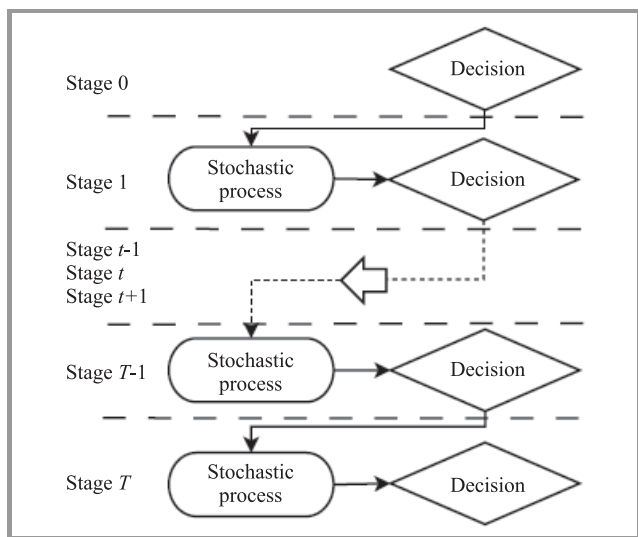 Stage 0
Decision
Stage 1
Stochastic
process
Decision
Stage t-1
Stage t
Stage t+1
Stage T-1
Stochastic
process
Decision
Stage T
Stochastic
process
Decision